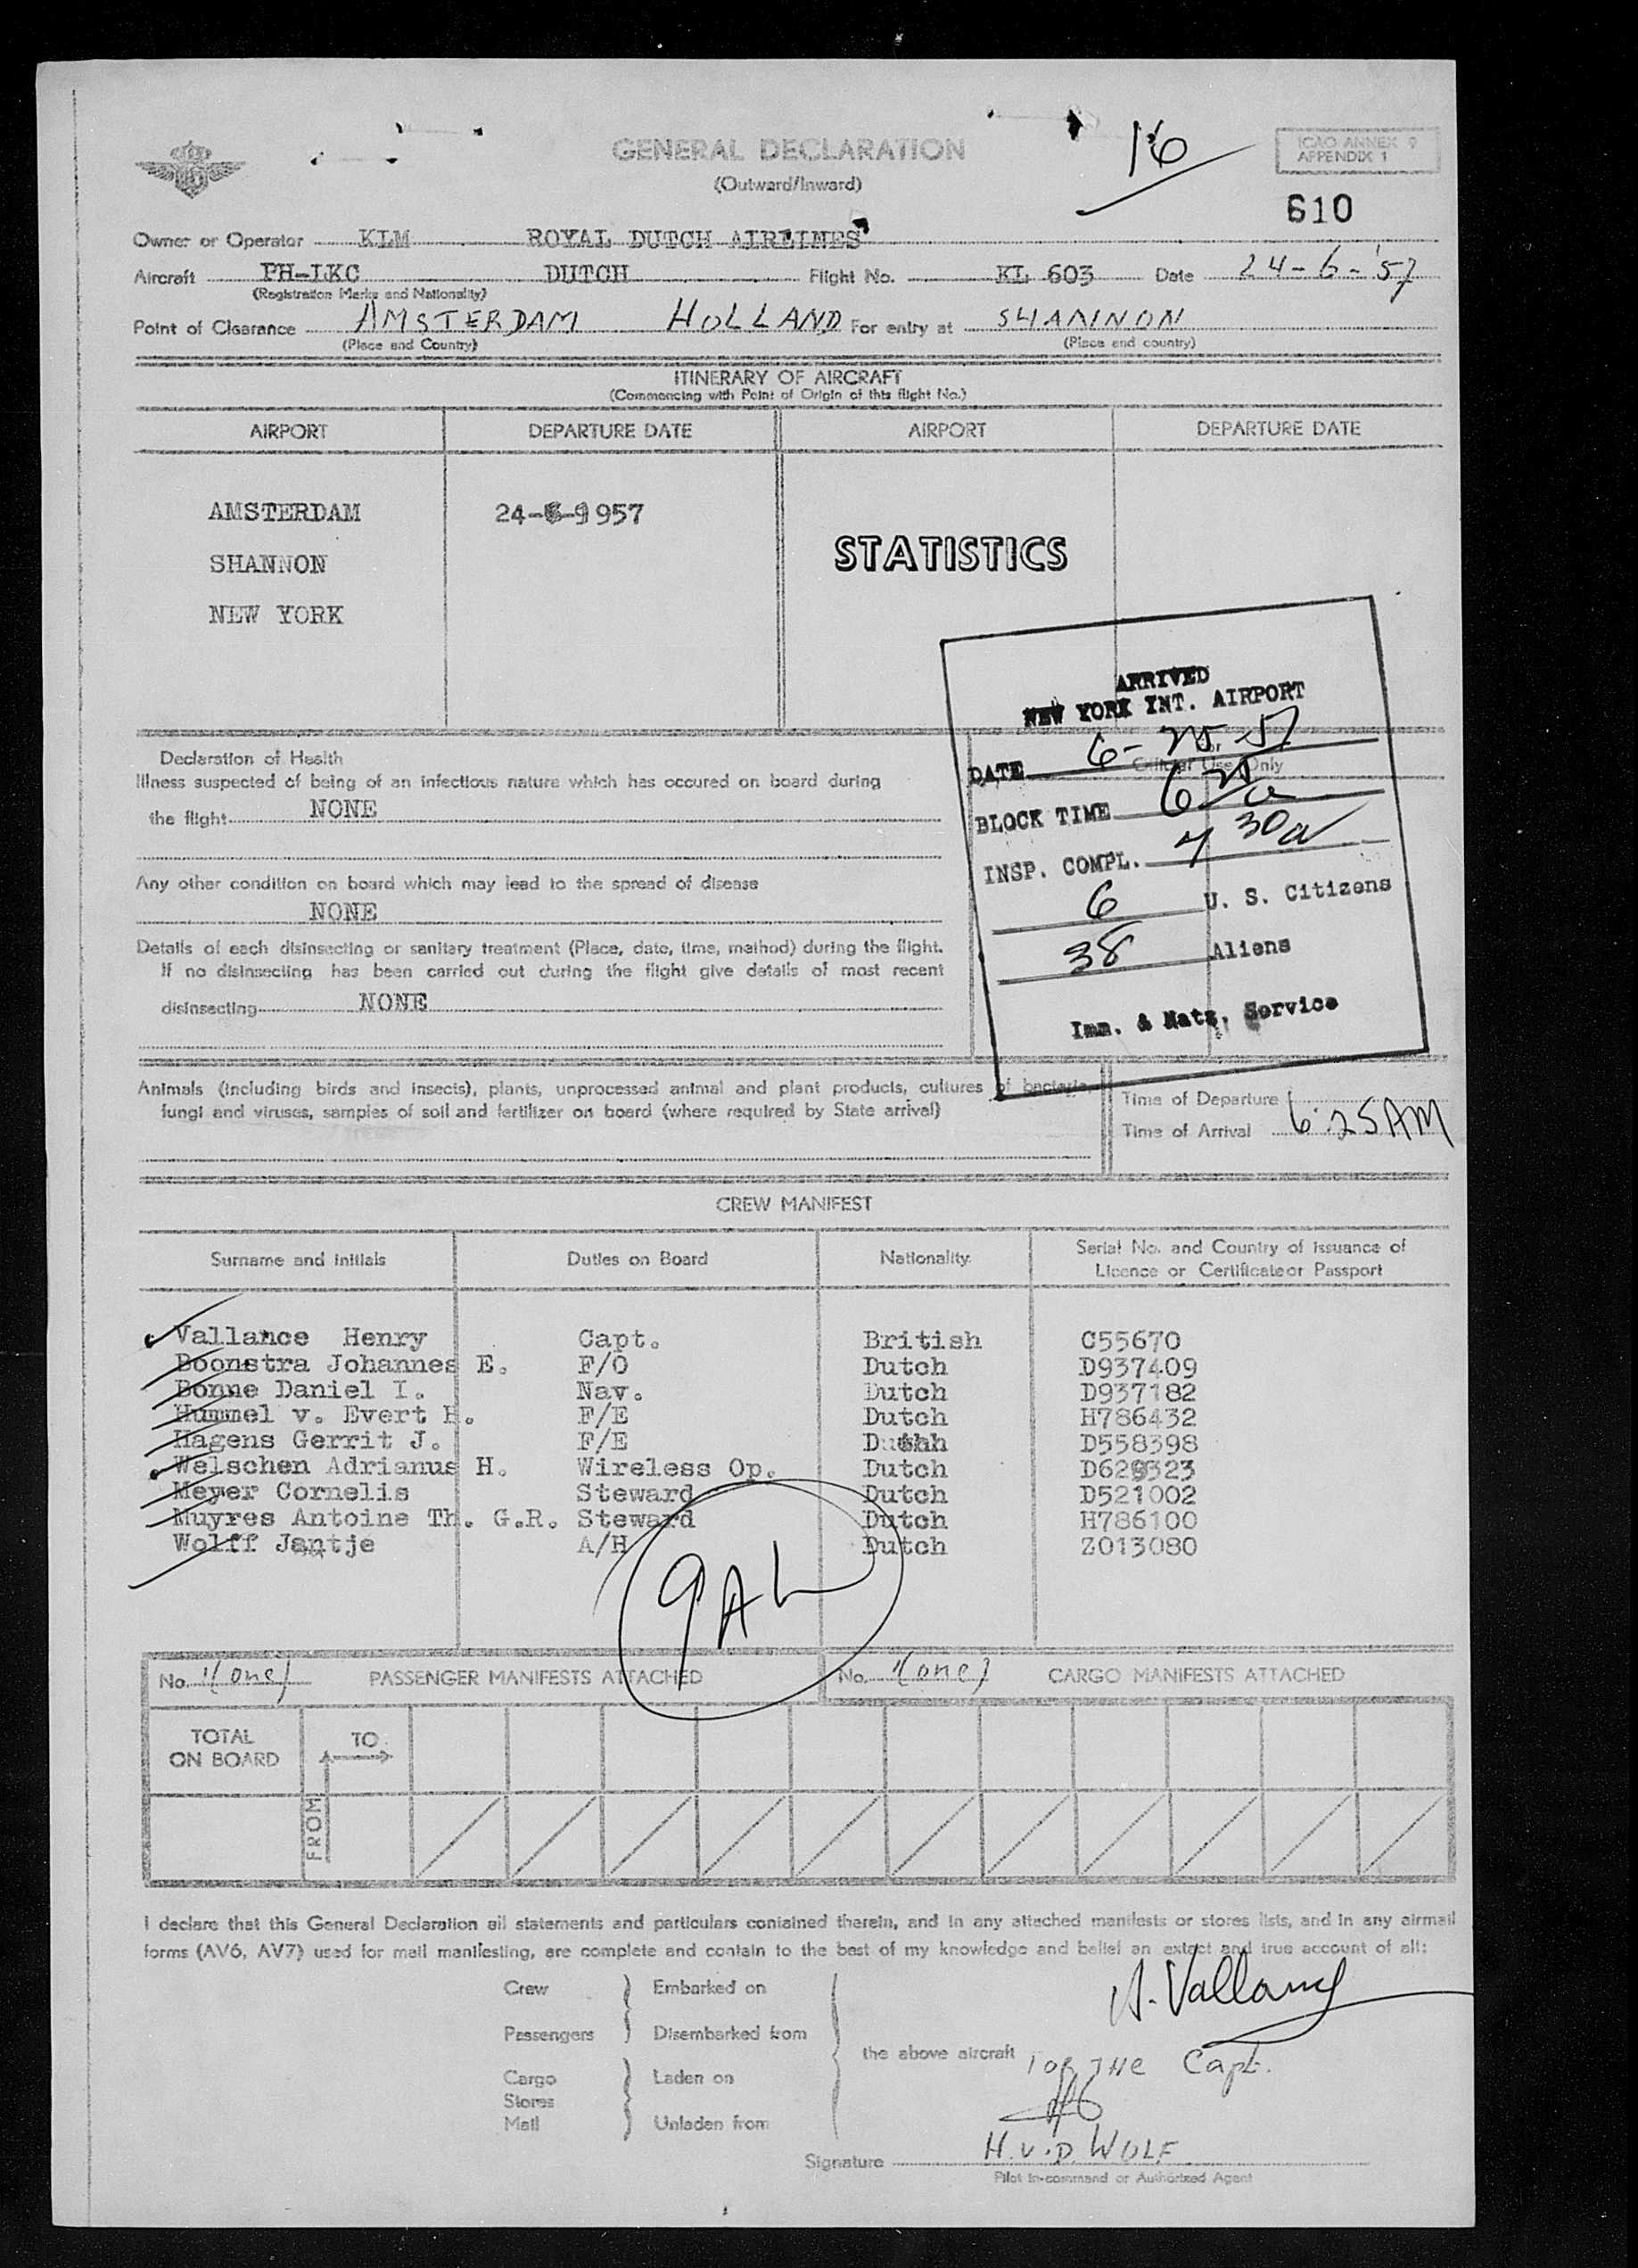 GENERAL DECLARATION
(Outward/Inward)
16
ICAO ANNEX 9
APPENDIX 1
610
Owner or Operator KLM ROYAL DUTCH AIRLINES
Aircraft PH-LKC DUTCH Flight No. KL 603 Date 24-6-'57
(Registration Marks and Nationality)
Point of Clearance AMSTERDAM HOLLAND For entry at SHANNON
(Place and Country) (Place and country)
ITINERARY OF AIRCRAFT
(Commencing with Point of Origin of this flight No.)
AIRPORT DEPARTURE DATE AIRPORT DEPARTURE DATE
AMSTERDAM 24-6-1957
STATISTICS
SHANNON
NEW YORK
ARRIVED
NEW YORK INT. AIRPORT
DATE 6-25-57
Official Use Only
BLOCK TIME 6 25 a
INSP. COMPL. 7 30 a
6 U. S. Citizens
38 Aliens
Imm. & Natz. Service
Declaration of Health
Illness suspected of being of an infectious nature which has occured on board during
the flight NONE
Any other condition on board which may lead to the spread of disease
NONE
Details of each disinsecting or sanitary treatment (Place, date, time, method) during the flight.
If no disinsecting has been carried out during the flight give details of most recent
disinsecting NONE
Animals (including birds and insects), plants, unprocessed animal and plant products, cultures of bacteria,
fungi and viruses, samples of soil and fertilizer on board (where required by State arrival)
Time of Departure
Time of Arrival 6:25 AM
CREW MANIFEST
Surname and Initials Duties on Board Nationality Serial No. and Country of issuance of
Licence or Certificate or Passport
Vallance Henry Capt. British C55670
Boonstra Johannes E. F/O Dutch D937409
Bonne Daniel I. Nav. Dutch D937182
Hummel v. Evert H. F/E Dutch H786432
Hagens Gerrit J. F/E Duthh D558398
Welschen Adrianus H. Wireless Op. Dutch D629323
Meyer Cornelis Steward Dutch D521002
Muyres Antoine Th. G.R. Steward Dutch H786100
Wolff Jantje A/H Dutch Z013080
9AL
No. 1(one) PASSENGER MANIFESTS ATTACHED No. 1(one) CARGO MANIFESTS ATTACHED
TOTAL
ON BOARD
TO
FROM
I declare that this General Declaration all statements and particulars contained therein, and in any attached manifests or stores lists, and in any airmail
forms (AV6, AV7) used for mail manifesting, are complete and contain to the best of my knowledge and belief an extect and true account of all:
H. Vallance
Crew Embarked on
Passengers Disembarked from
the above aircraft
For THE Capt.
Cargo Laden on
Stores
Mail Unladen from
Signature H.V.D. WOLF
Pilot in-command or Authorized Agent